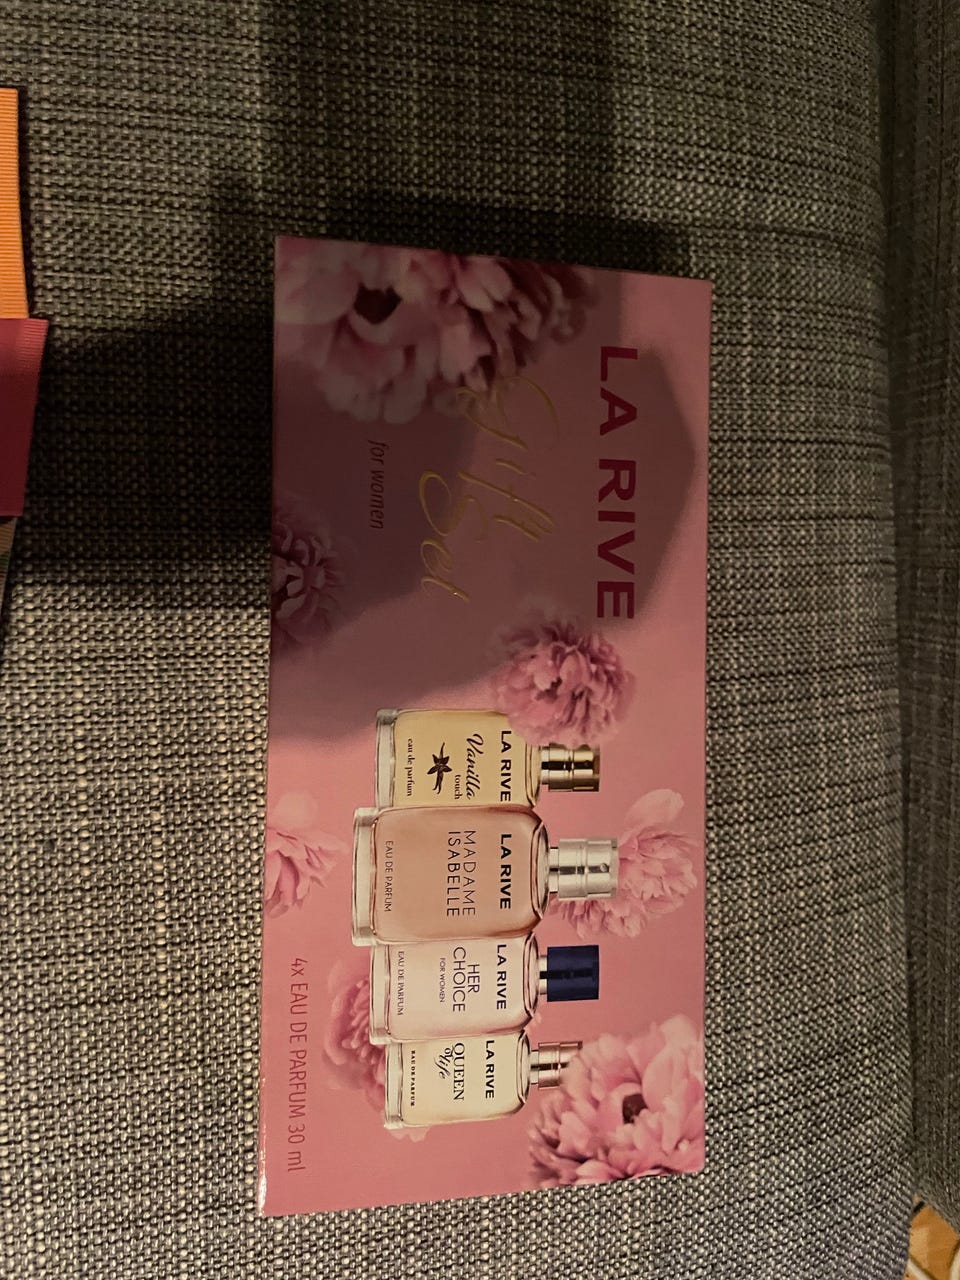 LA RIVE
Gift
Set
for women
LA RIVE
Vanilla
touch
eau de parfum
LA RIVE
MADAME
ISABELLE
EAU DE PARFUM
LA RIVE
HER
CHOICE
FOR WOMEN
EAU DE PARFUM
LA RIVE
QUEEN
of life
EAU DE PARFUM
4X EAU DE PARFUM 30 ml